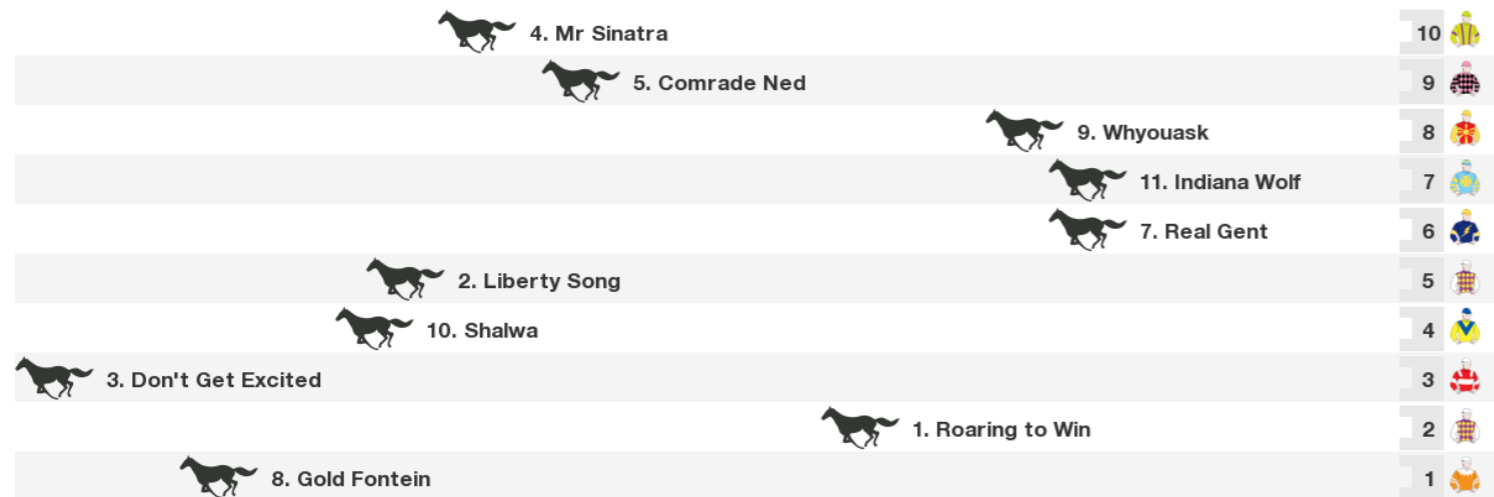 4. Mr Sinatra 10
5. Comrade Ned 9
9. Whyouask 8
11. Indiana Wolf 7
7. Real Gent 6
2. Liberty Song 5
10. Shalwa 4
3. Don't Get Excited 3
1. Roaring to Win 2
8. Gold Fontein 1